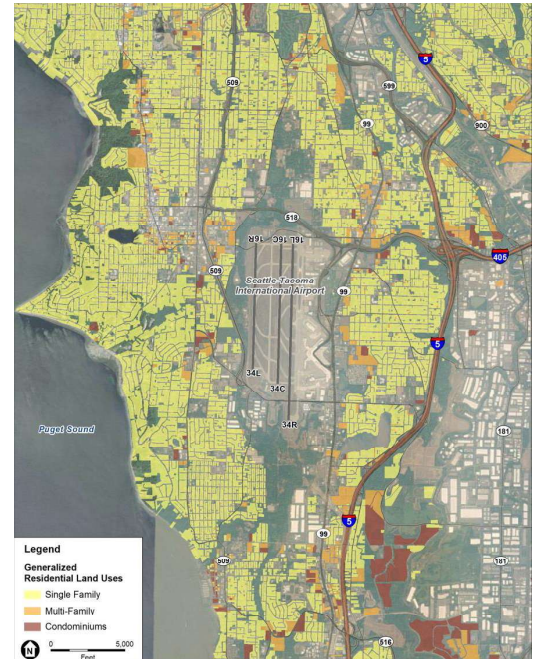 5
509
599
99
900
518
16R
16C
16L
405
509
Seattle-Tacoma
International Airport
99
5
34L
34C
34R
Puget Sound
181
5
99
509
181
516
Legend
Generalized
Residential Land Uses
Single Family
Multi-Family
Condominiums
N
0 5,000
Feet